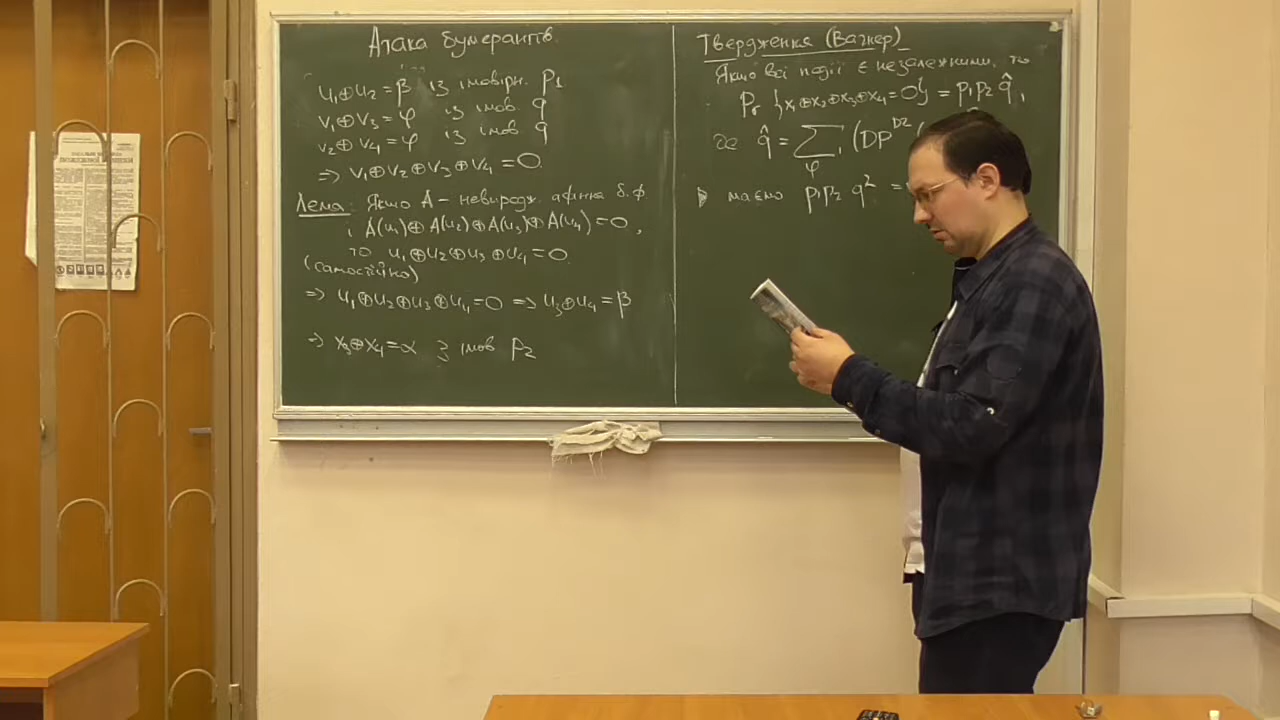 Атака бумерангів.
u₁⊕u₂ = β із імовірн. p₁
v₁⊕v₃ = φ із імов. q
v₂⊕v₄ = φ із імов. q
⇒ v₁⊕v₂⊕v₃⊕v₄ = 0.
Лема: Якщо A – невиродж. афінна б.ф.
і A(u₁)⊕A(u₂)⊕A(u₃)⊕A(u₄) = 0,
то u₁⊕u₂⊕u₃⊕u₄ = 0.
(самостійно)
⇒ u₁⊕u₂⊕u₃⊕u₄ = 0 ⇒ u₃⊕u₄ = β
⇒ x₃⊕x₄ = α з імов p₂
Твердження (Вагнер)
Якщо всі події є незалежними, то
Pr {x₁⊕x₂⊕x₃⊕x₄ = 0} = p₁p₂ q̂,
де q̂ = ∑ (DP
φ
маємо p₁p₂ q² =